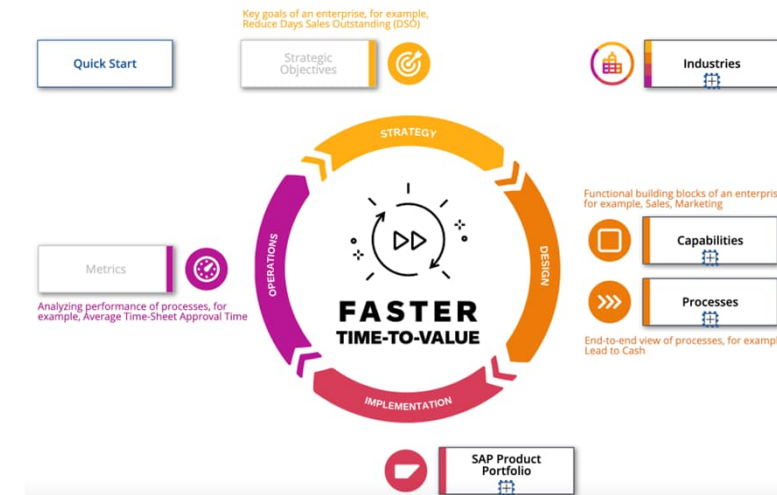 Key goals of an enterprise, for example,
Reduce Days Sales Outstanding (DSO)
Quick Start
Strategic
Objectives
Industries
STRATEGY
Functional building blocks of an enterpris
for example, Sales, Marketing
OPERATIONS
DESIGN
Capabilities
Metrics
Processes
Analyzing performance of processes, for
example, Average Time-Sheet Approval Time
FASTER
TIME-TO-VALUE
End-to-end view of processes, for exampl
Lead to Cash
IMPLEMENTATION
SAP Product
Portfolio